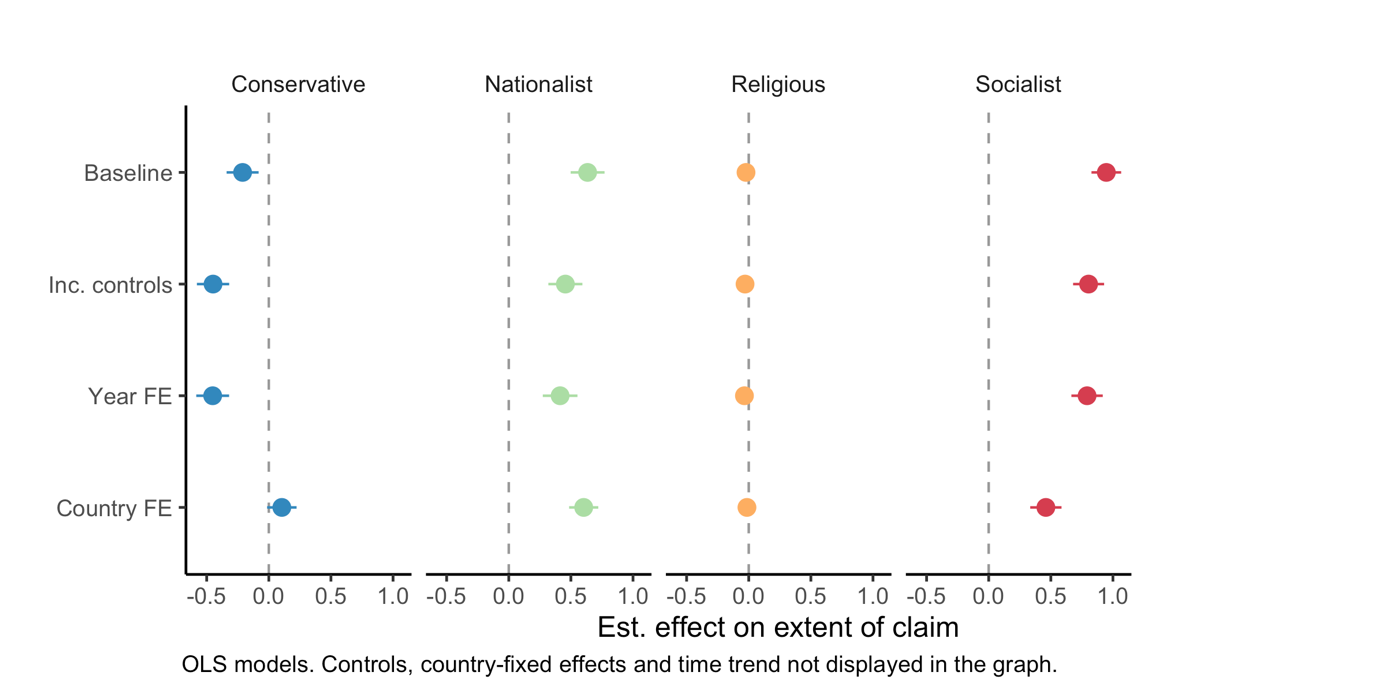 Conservative Nationalist Religious Socialist
Baseline
Inc. controls
Year FE
Country FE
-0.5 0.0 0.5 1.0 -0.5 0.0 0.5 1.0 -0.5 0.0 0.5 1.0 -0.5 0.0 0.5 1.0
Est. effect on extent of claim
OLS models. Controls, country-fixed effects and time trend not displayed in the graph.